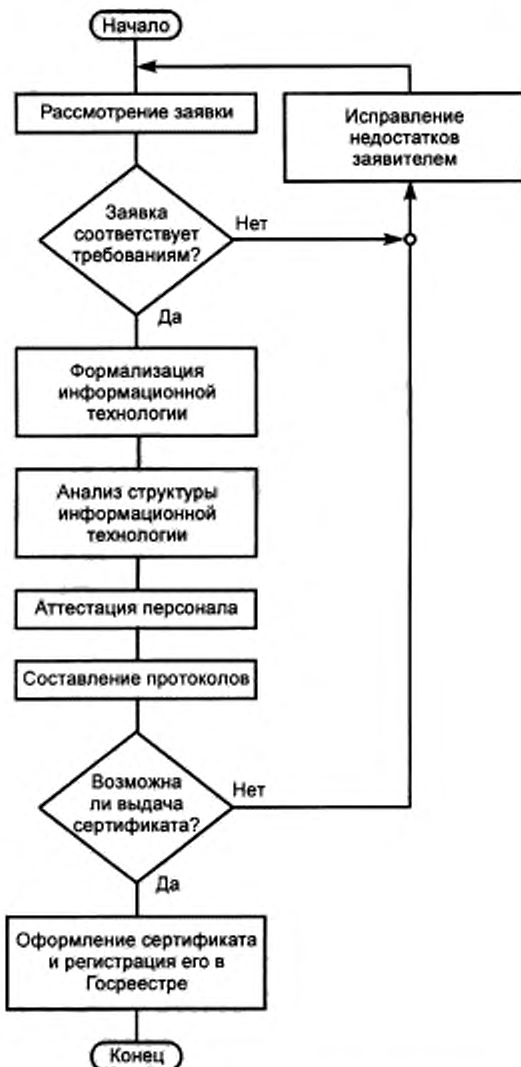 Начало
Рассмотрение заявки
Исправление
недостатков
заявителем
Заявка
соответствует
требованиям?
Нет
Да
Формализация
информационной
технологии
Анализ структуры
информационной
технологии
Аттестация персонала
Составление протоколов
Возможна
ли выдача
сертификата?
Нет
Да
Оформление сертификата
и регистрация его в
Госреестре
Конец